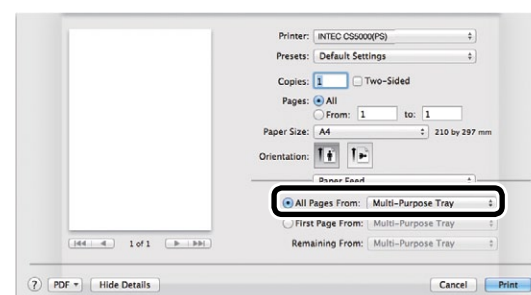 Printer: INTEC CS5000(PS)
Presets: Default Settings
Copies: 1 Two-Sided
Pages: All
From: 1 to: 1
Paper Size: A4 210 by 297 mm
Orientation:
Paper Feed
All Pages From: Multi-Purpose Tray
First Page From: Multi-Purpose Tray
1 of 1 Remaining From: Multi-Purpose Tray
? PDF Hide Details Cancel Print